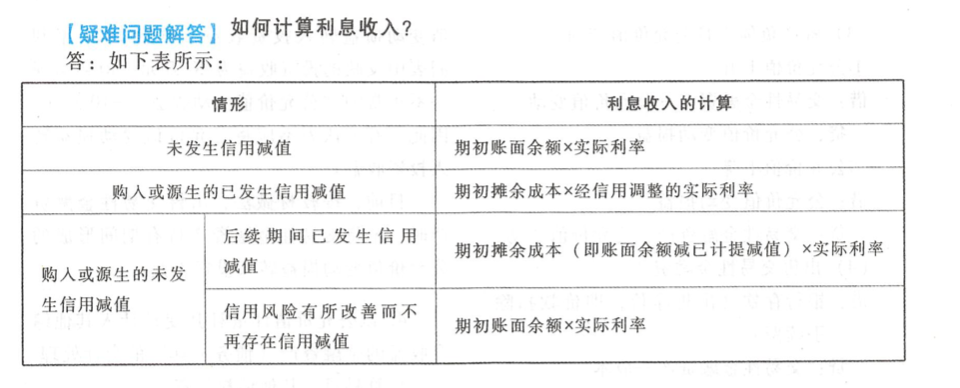 【疑难问题解答】如何计算利息收入?
答:如下表所示:
情形
利息收入的计算
未发生信用减值
期初账面余额×实际利率
购入或源生的已发生信用减值
期初摊余成本×经信用调整的实际利率
购入或源生的未发
生信用减值
后续期间已发生信用
减值
期初摊余成本(即账面余额减已计提减值)×实际利率
信用风险有所改善而不
再存在信用减值
期初账面余额×实际利率